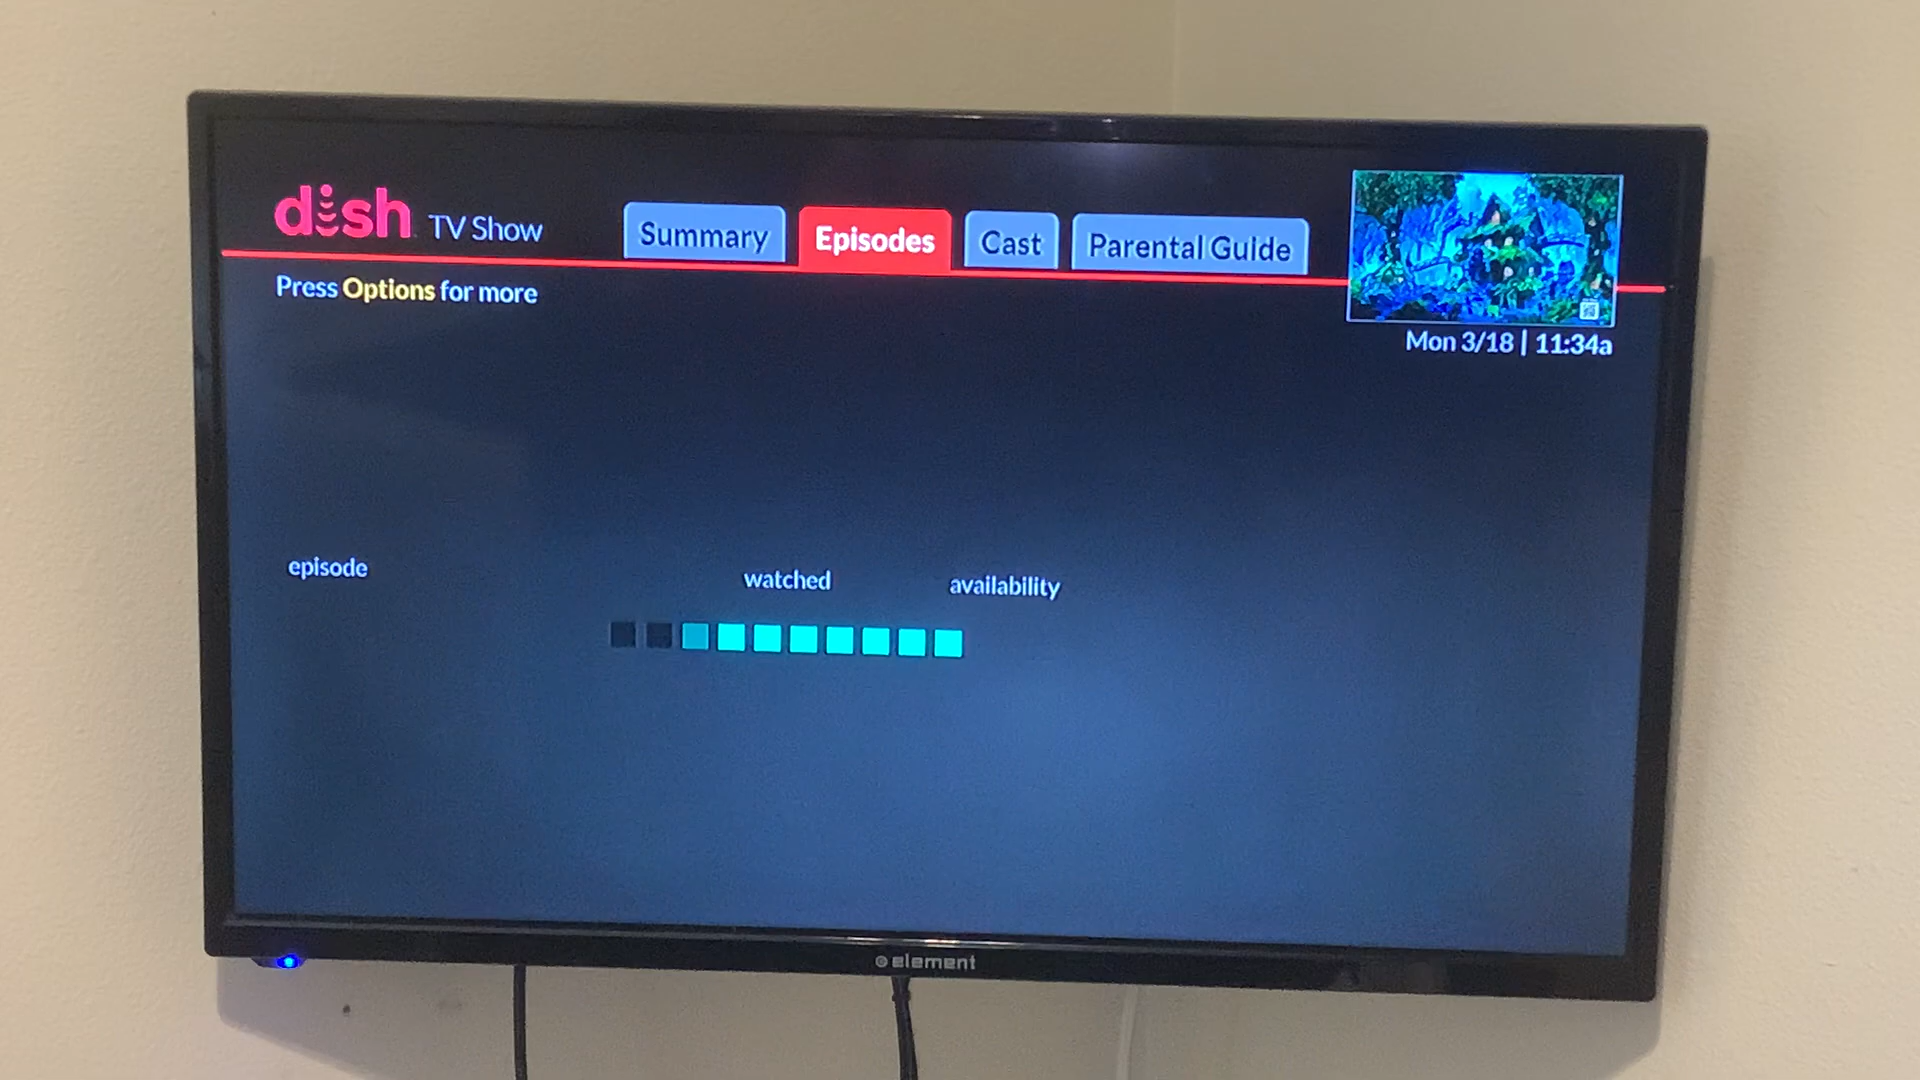 dish TV Show
Summary
Episodes
Cast
Parental Guide
Press Options for more
Mon 3/18 | 11:34a
episode
watched
availability
element